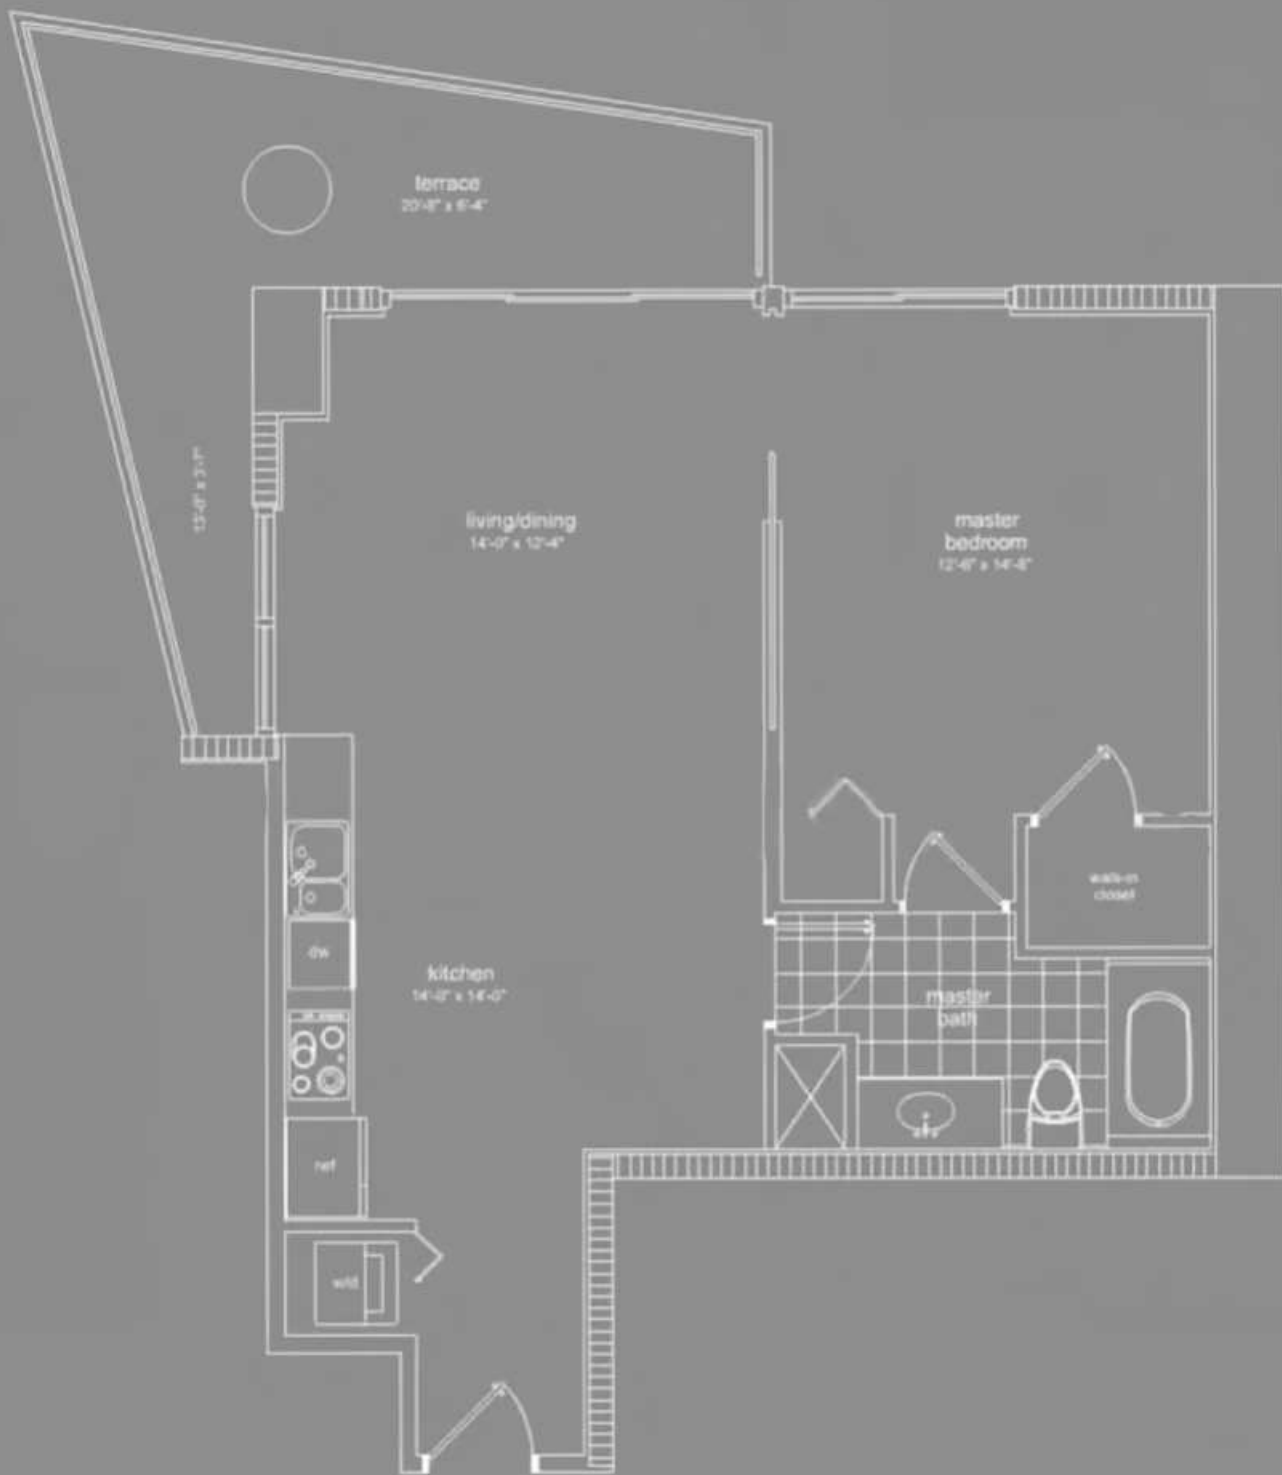 terrace
20'-8" x 6'-4"
living/dining
14'-0" x 12'-4"
master
bedroom
12'-6" x 14'-8"
walk-in
closet
dw
kitchen
14'-0" x 14'-0"
master
bath
ref
w/d